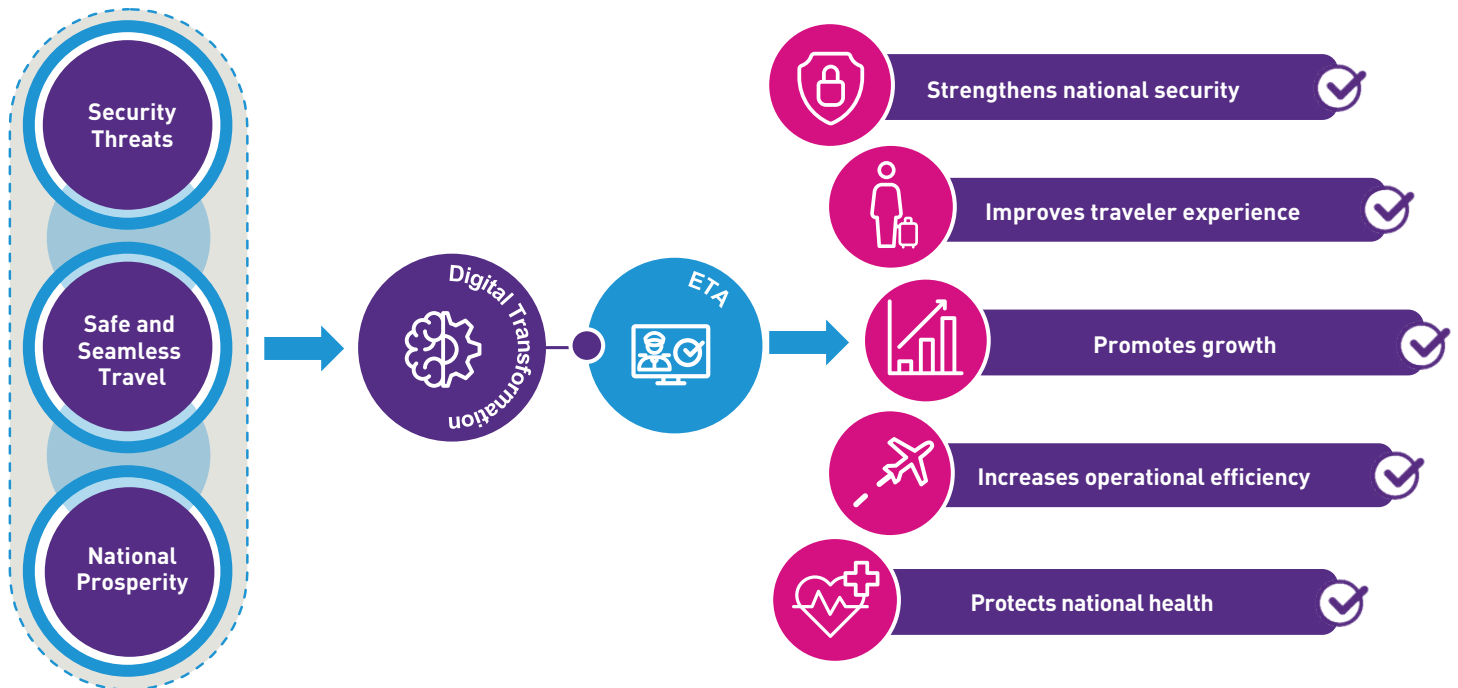 Security
Threats
Safe and
Seamless
Travel
National
Prosperity
Digital Transformation
ETA
Strengthens national security
Improves traveler experience
Promotes growth
Increases operational efficiency
Protects national health